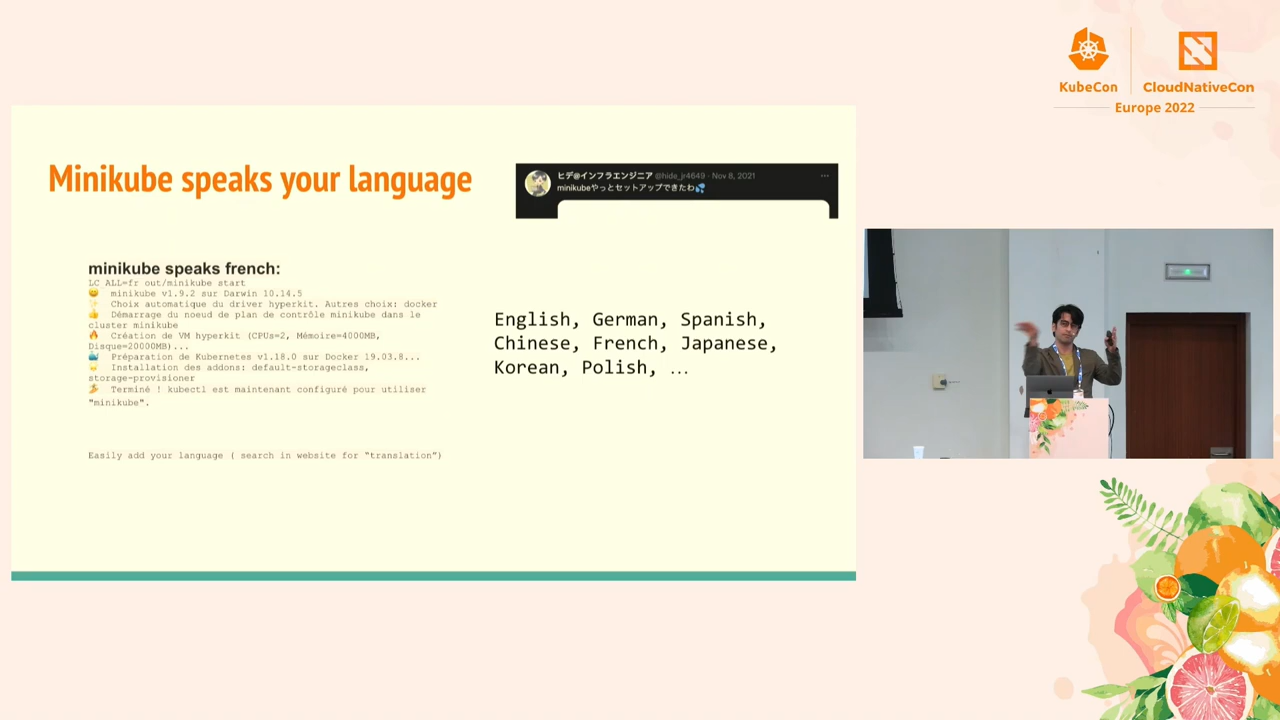 KubeCon
CloudNativeCon
Europe 2022
Minikube speaks your language
ヒデ@インフラエンジニア @hide_jr4649 · Nov 8, 2021
minikubeやっとセットアップできたわ💦
minikube speaks french:
LC_ALL=fr out/minikube start
😄 minikube v1.9.2 sur Darwin 10.14.5
✨ Choix automatique du driver hyperkit. Autres choix: docker
👍 Démarrage du noeud de plan de contrôle minikube dans le
cluster minikube
🔥 Création de VM hyperkit (CPUs=2, Mémoire=4000MB,
Disque=20000MB)...
🐳 Préparation de Kubernetes v1.18.0 sur Docker 19.03.8...
🌟 Installation des addons: default-storageclass,
storage-provisioner
🏄 Terminé ! kubectl est maintenant configuré pour utiliser
"minikube".
English, German, Spanish,
Chinese, French, Japanese,
Korean, Polish, ...
Easily add your language ( search in website for “translation”)